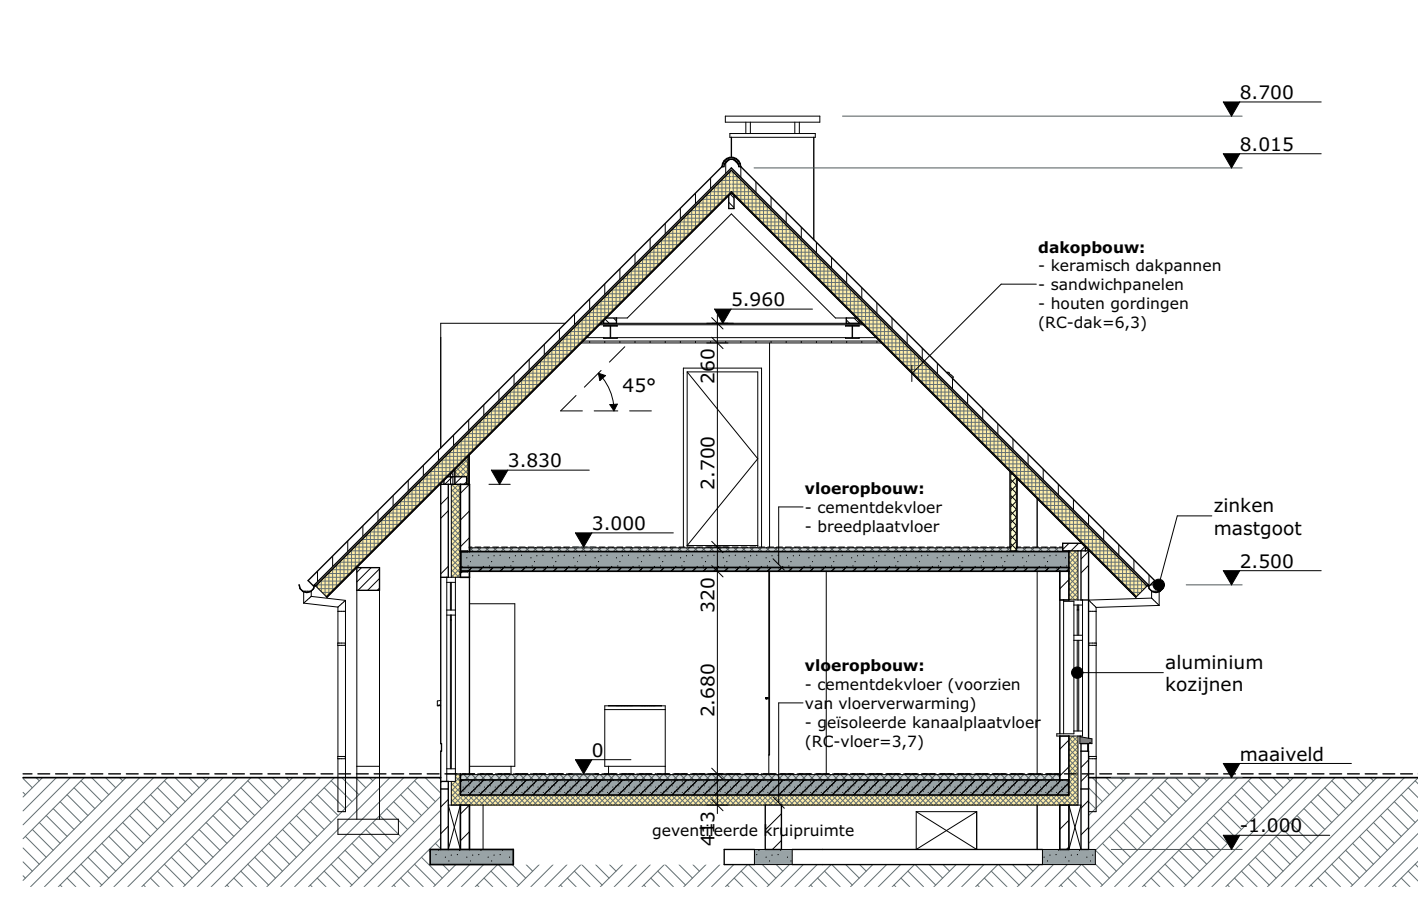 8.700
8.015
dakopbouw:
- keramisch dakpannen
- sandwichpanelen
- houten gordingen
(RC-dak=6,3)
5.960
260
45°
2.700
3.830
vloeropbouw:
- cementdekvloer
- breedplaatvloer
zinken
mastgoot
3.000
2.500
320
vloeropbouw:
- cementdekvloer (voorzien
van vloerverwarming)
- geïsoleerde kanaalplaatvloer
(RC-vloer=3,7)
aluminium
kozijnen
2.680
0
maaiveld
413
geventileerde kruipruimte
-1.000